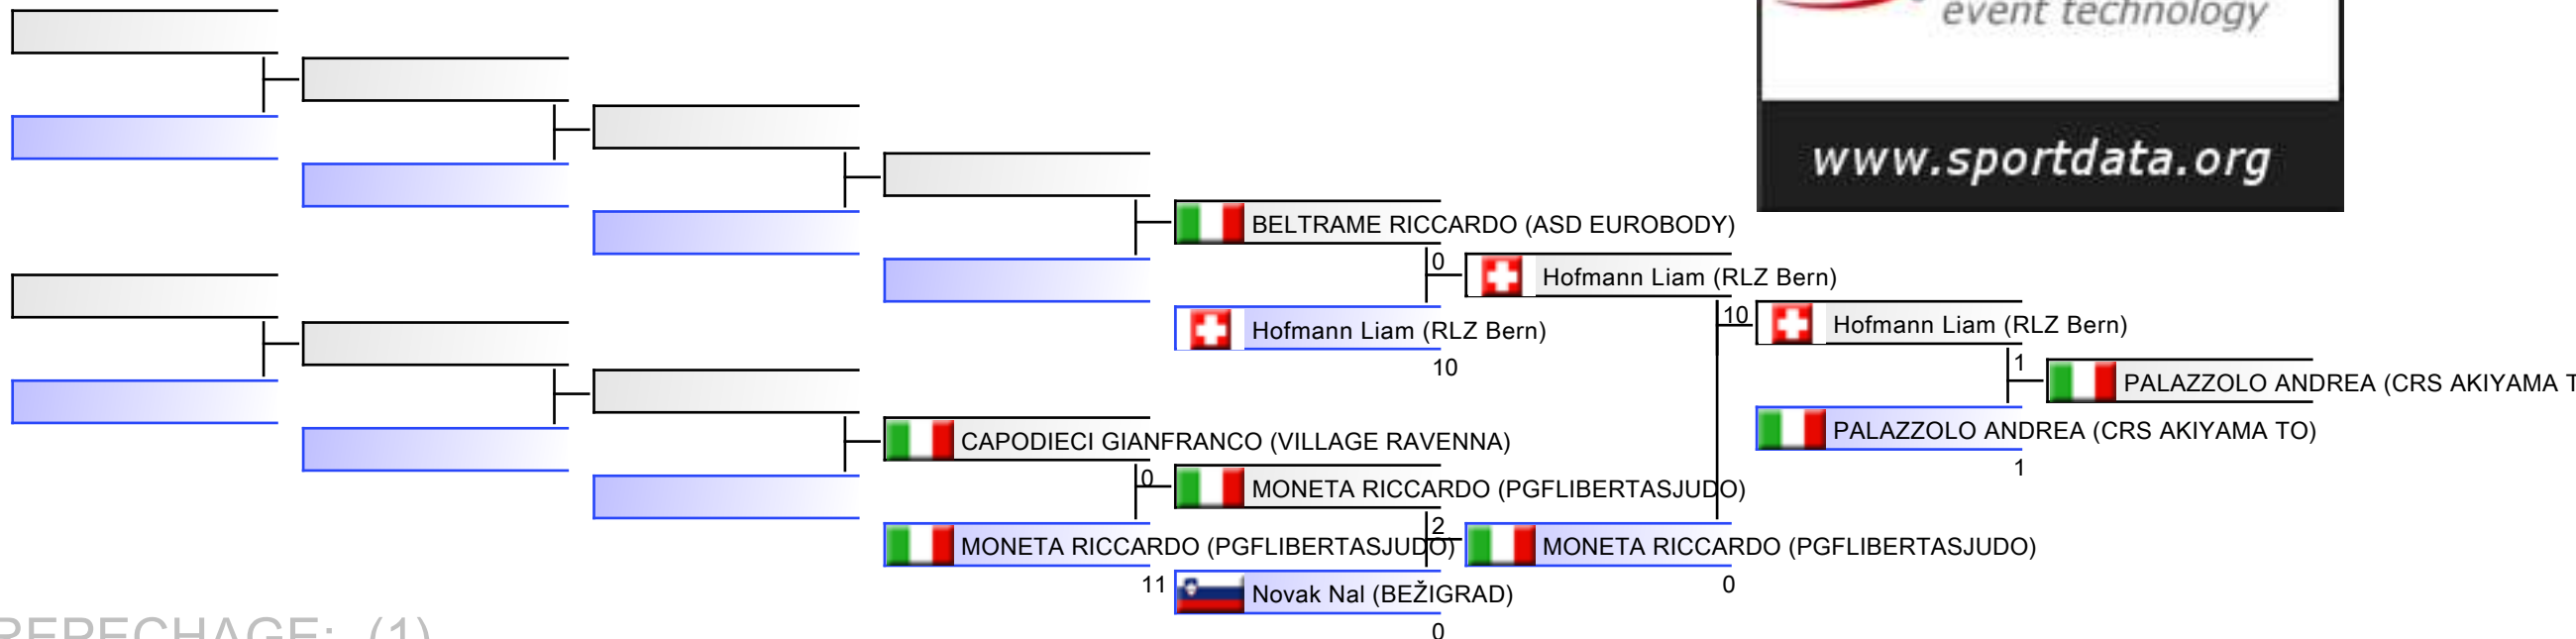 event technology
www.sportdata.org
BELTRAME RICCARDO (ASD EUROBODY)
0
Hofmann Liam (RLZ Bern)
10
Hofmann Liam (RLZ Bern)
Hofmann Liam (RLZ Bern)
10
1
PALAZZOLO ANDREA (CRS AKIYAMA T
PALAZZOLO ANDREA (CRS AKIYAMA TO)
1
CAPODIECI GIANFRANCO (VILLAGE RAVENNA)
0
MONETA RICCARDO (PGFLIBERTASJUDO)
2
MONETA RICCARDO (PGFLIBERTASJUDO)
MONETA RICCARDO (PGFLIBERTASJUDO)
11
0
Novak Nal (BEŽIGRAD)
0
REPECHAGE: (1)